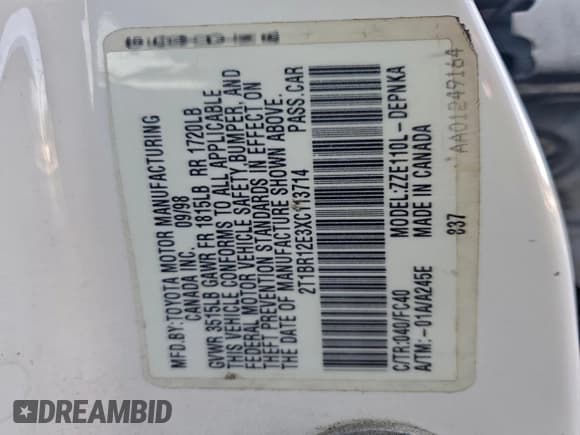 MFD.BY:TOYOTA MOTOR MANUFACTURING
CANADA INC. 09/98
GVWR 3515LB GAWR FR 1815LB RR 1720LB
THIS VEHICLE CONFORMS TO ALL APPLICABLE
FEDERAL MOTOR VEHICLE SAFETY,BUMPER, AND
THEFT PREVENTION STANDARDS IN EFFECT ON
THE DATE OF MANUFACTURE SHOWN ABOVE.
2T1BR12E3XC113714 PASS.CAR
C/TR:040/FC40 MODEL-ZZE110L-DEPNKA
A/TM:-01A/A245E MADE IN CANADA
837
DREAMBID